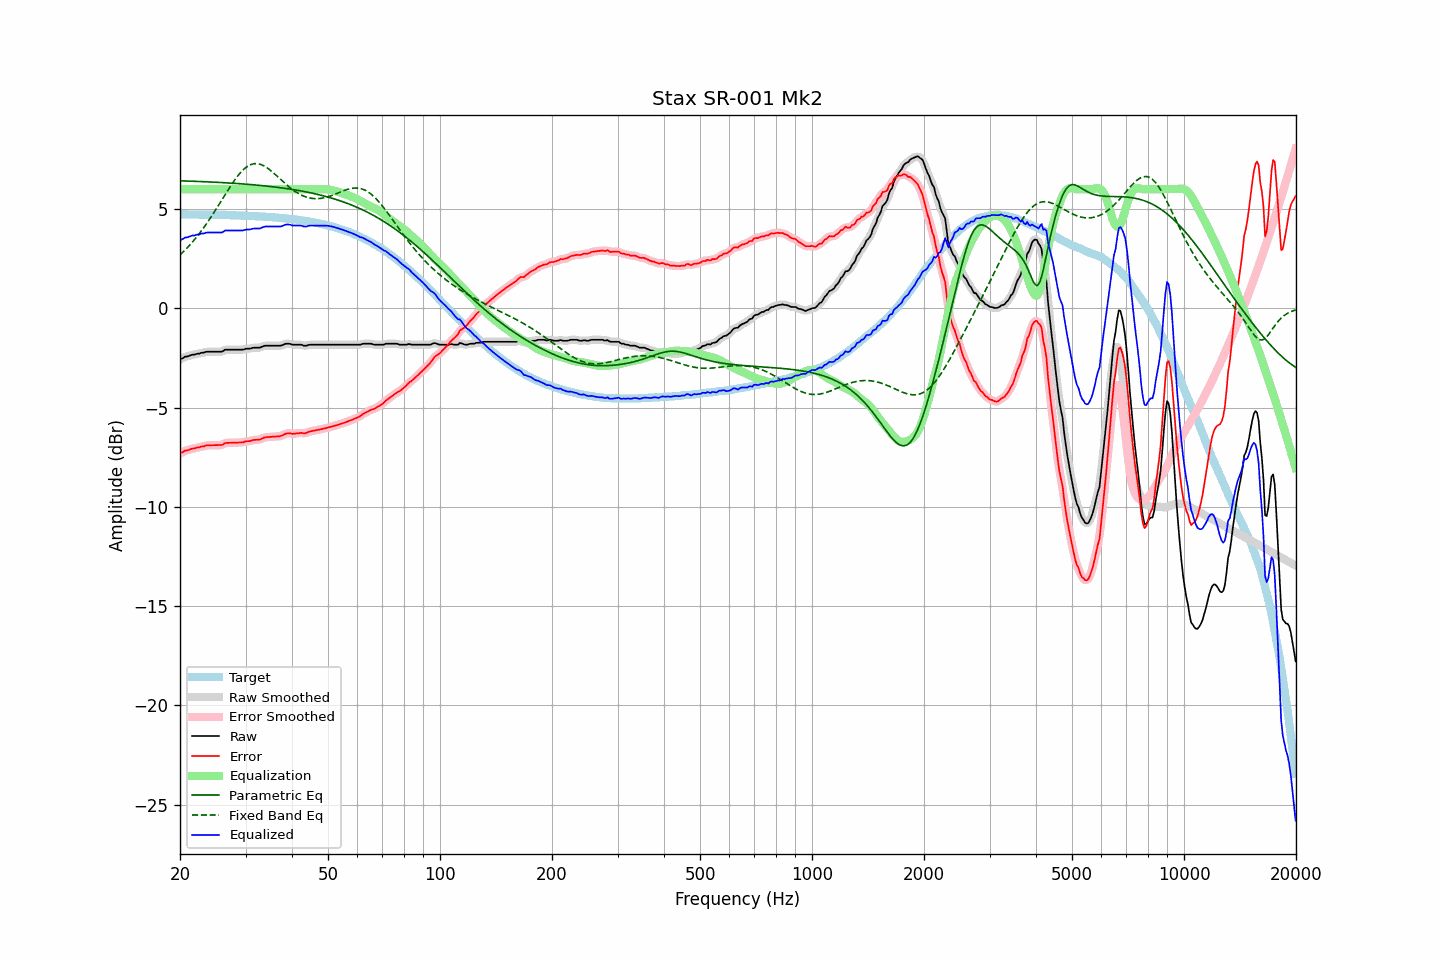 Stax SR-001 Mk2
Amplitude (dBr)
5
0
−5
−10
−15
−20
−25
Target
Raw Smoothed
Error Smoothed
Raw
Error
Equalization
Parametric Eq
Fixed Band Eq
Equalized
20 50 100 200 500 1000 2000 5000 10000 20000
Frequency (Hz)